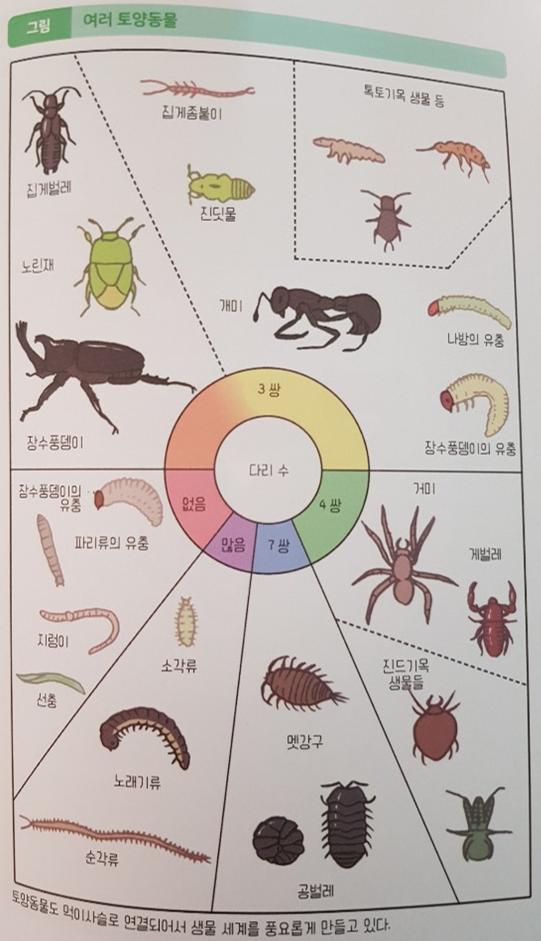 그림 여러 토양동물
집게벌레
집게좀붙이
톡토기목 생물 등
진딧물
노린재
개미
나방의 유충
장수풍뎅이
장수풍뎅이의 유충
3 쌍
다리 수
없음
4 쌍
많음
7 쌍
장수풍뎅이의
유충
파리류의 유충
지렁이
선충
거미
게벌레
진드기목
생물들
소각류
노래기류
순각류
멧강구
공벌레
토양동물도 먹이사슬로 연결되어서 생물 세계를 풍요롭게 만들고 있다.